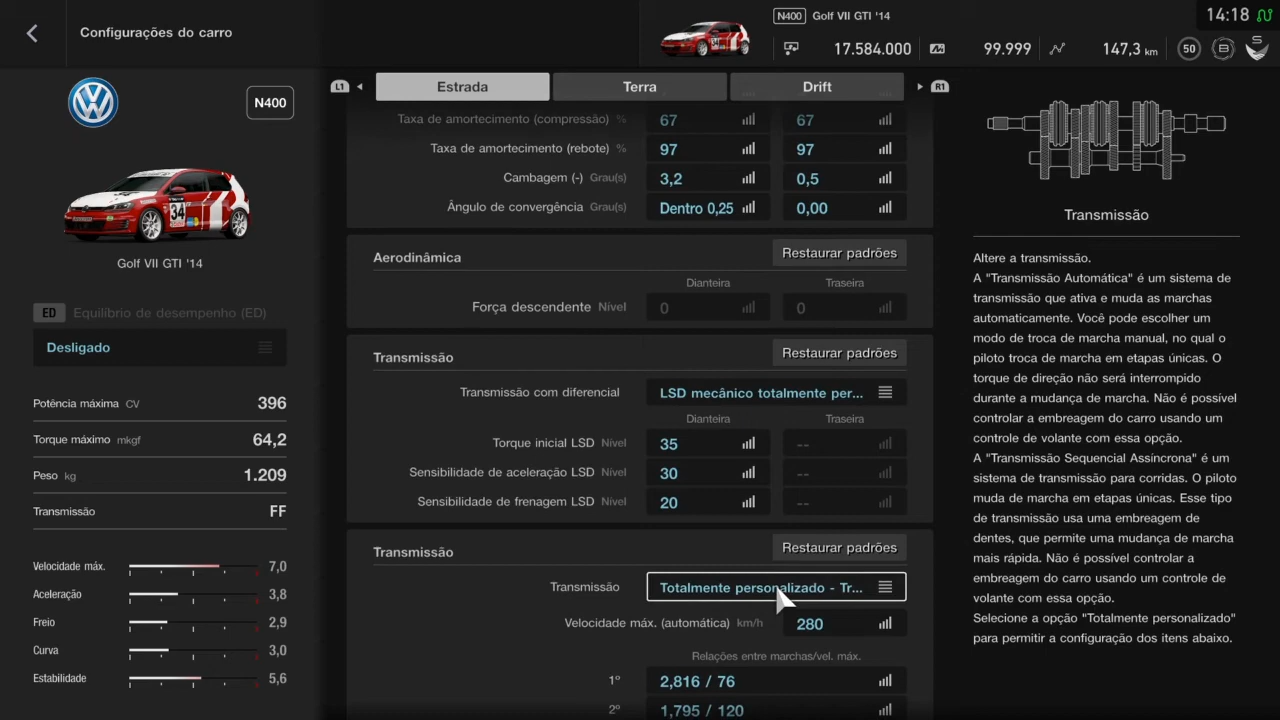 Configurações do carro
N400 Golf VII GTI '14
17.584.000 99.999 147,3 km 50 B S
14:18
N400
Golf VII GTI '14
ED Equilíbrio de desempenho (ED)
Desligado
Potência máxima CV 396
Torque máximo mkgf 64,2
Peso kg 1.209
Transmissão FF
Velocidade máx. 7,0
Aceleração 3,8
Freio 2,9
Curva 3,0
Estabilidade 5,6
L1 Estrada Terra Drift R1
Taxa de amortecimento (compressão) % 67 67
Taxa de amortecimento (rebote) % 97 97
Cambagem (-) Grau(s) 3,2 0,5
Ângulo de convergência Grau(s) Dentro 0,25 0,00
Aerodinâmica Restaurar padrões
Dianteira Traseira
Força descendente Nível 0 0
Transmissão Restaurar padrões
Transmissão com diferencial LSD mecânico totalmente per...
Dianteira Traseira
Torque inicial LSD Nível 35 --
Sensibilidade de aceleração LSD Nível 30 --
Sensibilidade de frenagem LSD Nível 20 --
Transmissão Restaurar padrões
Transmissão Totalmente personalizado - Tr...
Velocidade máx. (automática) km/h 280
Relações entre marchas/vel. máx.
1º 2,816 / 76
2º 1,795 / 120
Transmissão
Altere a transmissão.
A "Transmissão Automática" é um sistema de
transmissão que ativa e muda as marchas
automaticamente. Você pode escolher um
modo de troca de marcha manual, no qual o
piloto troca de marcha em etapas únicas. O
torque de direção não será interrompido
durante a mudança de marcha. Não é possível
controlar a embreagem do carro usando um
controle de volante com essa opção.
A "Transmissão Sequencial Assíncrona" é um
sistema de transmissão para corridas. O piloto
muda de marcha em etapas únicas. Esse tipo
de transmissão usa uma embreagem de
dentes, que permite uma mudança de marcha
mais rápida. Não é possível controlar a
embreagem do carro usando um controle de
volante com essa opção.
Selecione a opção "Totalmente personalizado"
para permitir a configuração dos itens abaixo.